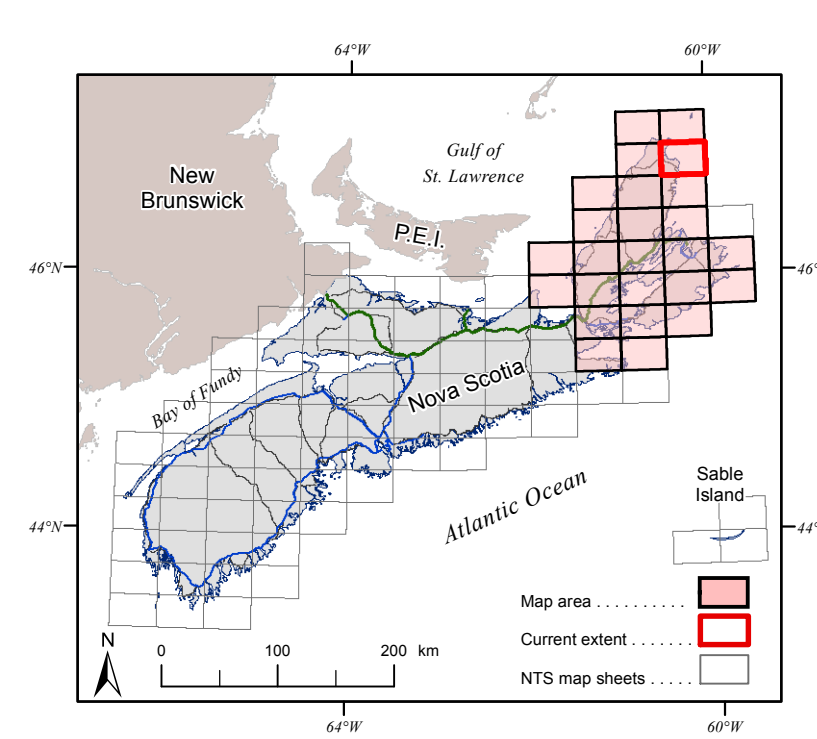 64°W
60°W
Gulf of
St. Lawrence
New
Brunswick
P.E.I.
46°N
46°
Bay of Fundy
Nova Scotia
Atlantic Ocean
Sable
Island
44°N
44°
Map area . . . . . . . . . .
Current extent . . . . . . .
NTS map sheets . . . . .
N
0 100 200 km
64°W
60°W